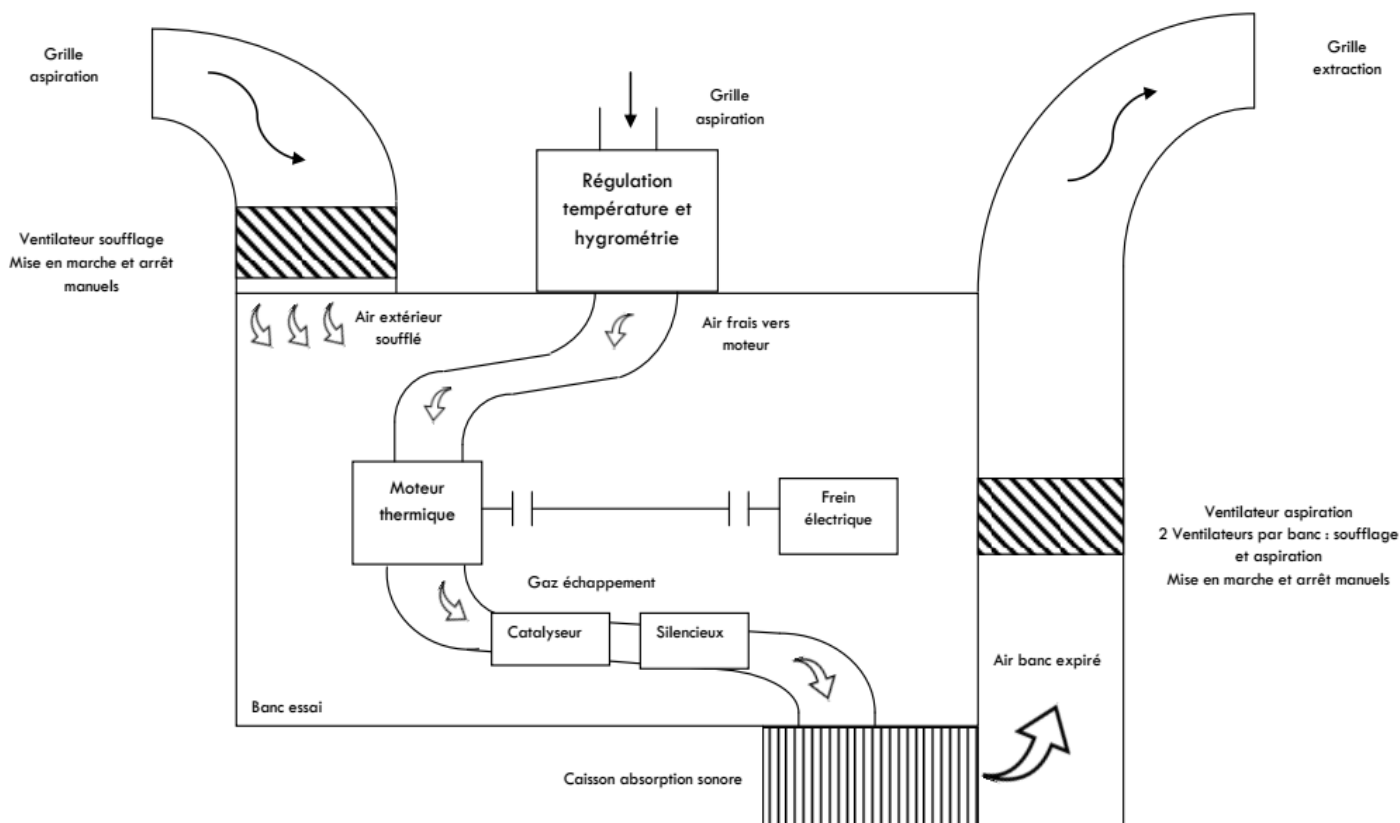 Grille
aspiration
Grille
extraction
Grille
aspiration
Régulation
température et
hygrométrie
Ventilateur soufflage
Mise en marche et arrêt
manuels
Air extérieur
soufflé
Air frais vers
moteur
Moteur
thermique
Frein
électrique
Ventilateur aspiration
2 Ventilateurs par banc : soufflage
et aspiration
Mise en marche et arrêt manuels
Gaz échappement
Catalyseur
Silencieux
Air banc expiré
Banc essai
Caisson absorption sonore